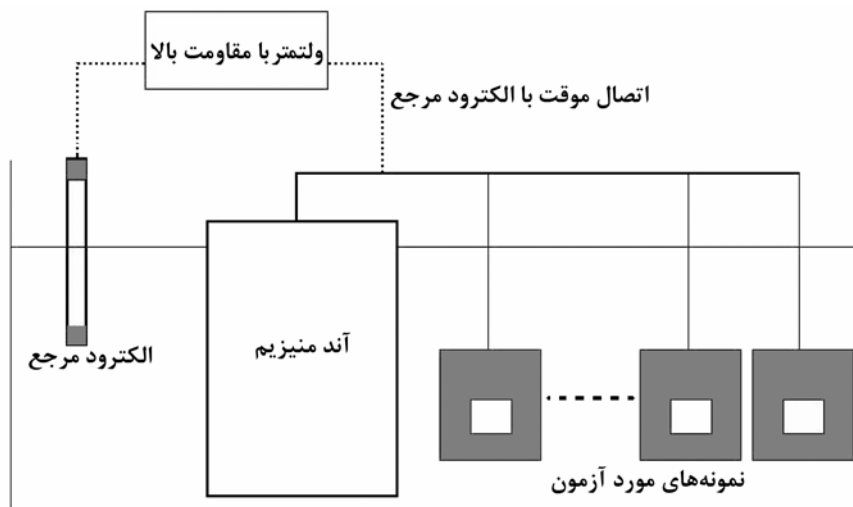 ولتمتر با مقاومت بالا
اتصال موقت با الکترود مرجع
آند منیزیم
الکترود مرجع
نمونه‌های مورد آزمون